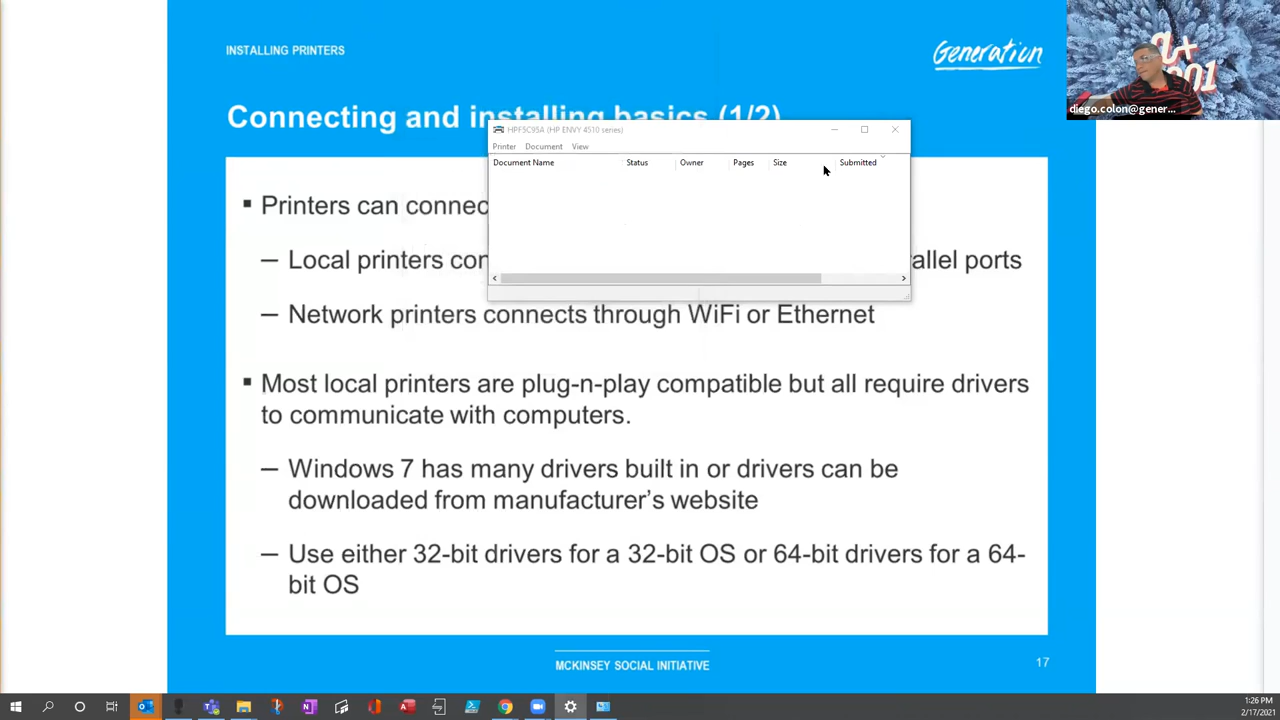 INSTALLING PRINTERS
Generation
a+
1001
diego.colon@gener...
Connecting and installing basics (1/2)
HPF5C95A (HP ENVY 4510 series)
Printer Document View
Document Name Status Owner Pages Size Submitted
▪ Printers can connec
– Local printers con allel ports
– Network printers connects through WiFi or Ethernet
▪ Most local printers are plug-n-play compatible but all require drivers
to communicate with computers.
– Windows 7 has many drivers built in or drivers can be
downloaded from manufacturer’s website
– Use either 32-bit drivers for a 32-bit OS or 64-bit drivers for a 64-
bit OS
MCKINSEY SOCIAL INITIATIVE
17
1:26 PM
2/17/2021